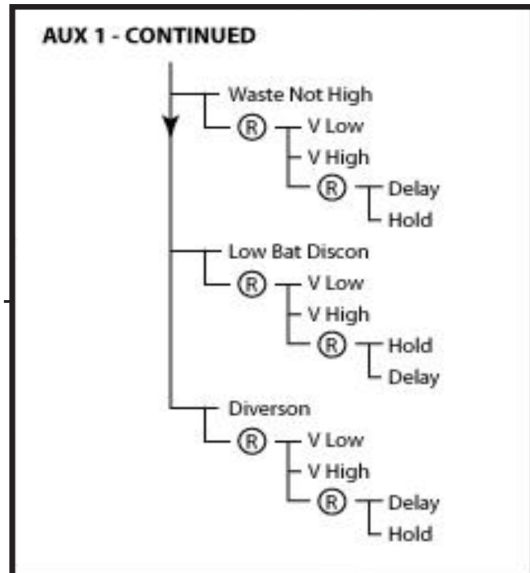 AUX 1 - CONTINUED
Waste Not High
R V Low
V High
R Delay
Hold
Low Bat Discon
R V Low
V High
R Hold
Delay
Diverson
R V Low
V High
R Delay
Hold